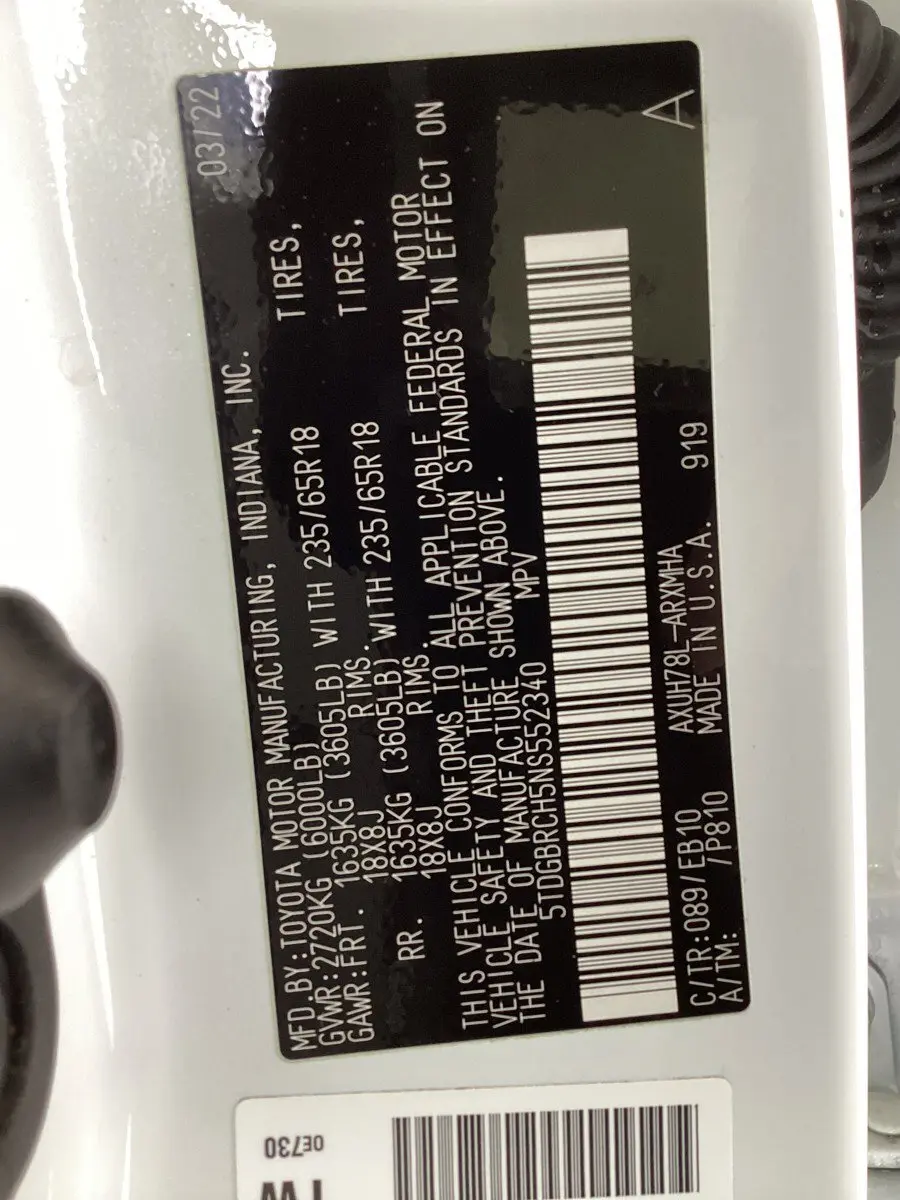 MFD.BY:TOYOTA MOTOR MANUFACTURING, INDIANA, INC. 03/22
GVWR:2720KG (6000LB)
GAWR:FRT. 1635KG (3605LB) WITH 235/65R18 TIRES,
18X8J RIMS.
RR. 1635KG (3605LB) WITH 235/65R18 TIRES,
18X8J RIMS.
THIS VEHICLE CONFORMS TO ALL APPLICABLE FEDERAL MOTOR
VEHICLE SAFETY AND THEFT PREVENTION STANDARDS IN EFFECT ON
THE DATE OF MANUFACTURE SHOWN ABOVE.
5TDGBRCH5NS552340 MPV
A
C/TR:089/EB10 AXUH78L-ARXMHA
A/TM: /P810 MADE IN U.S.A. 919
0E730